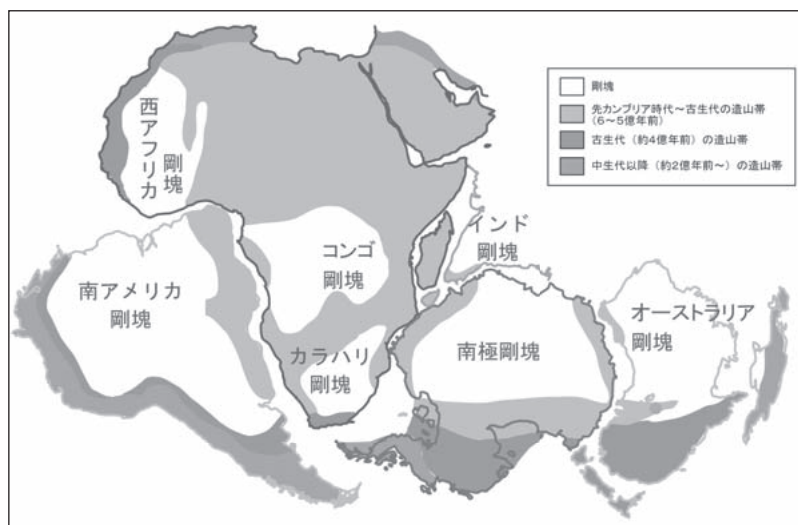 剛塊
先カンブリア時代～古生代の造山帯
(6～5億年前)
古生代（約4億年前）の造山帯
中生代以降（約2億年前～）の造山帯
西アフリカ
剛塊
コンゴ
剛塊
インド
剛塊
南アメリカ
剛塊
カラハリ
剛塊
南極剛塊
オーストラリア
剛塊